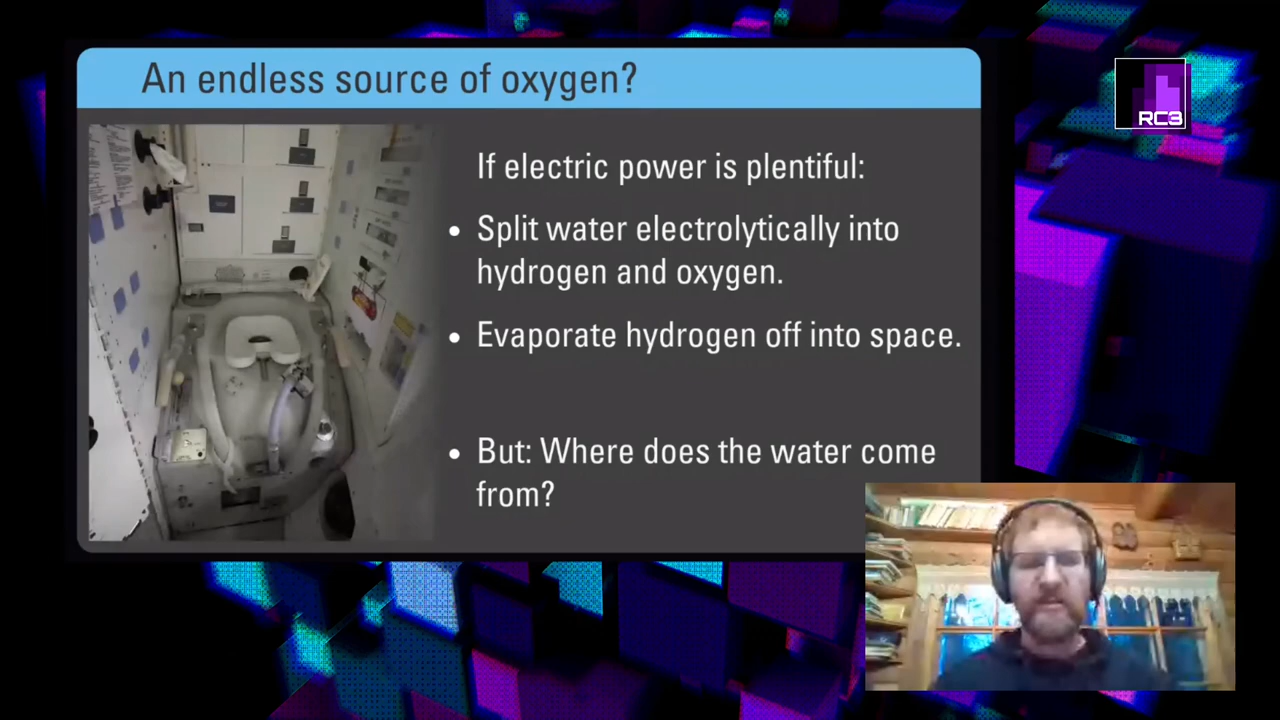 An endless source of oxygen?
RC3
If electric power is plentiful:
• Split water electrolytically into
hydrogen and oxygen.
• Evaporate hydrogen off into space.
• But: Where does the water come
from?